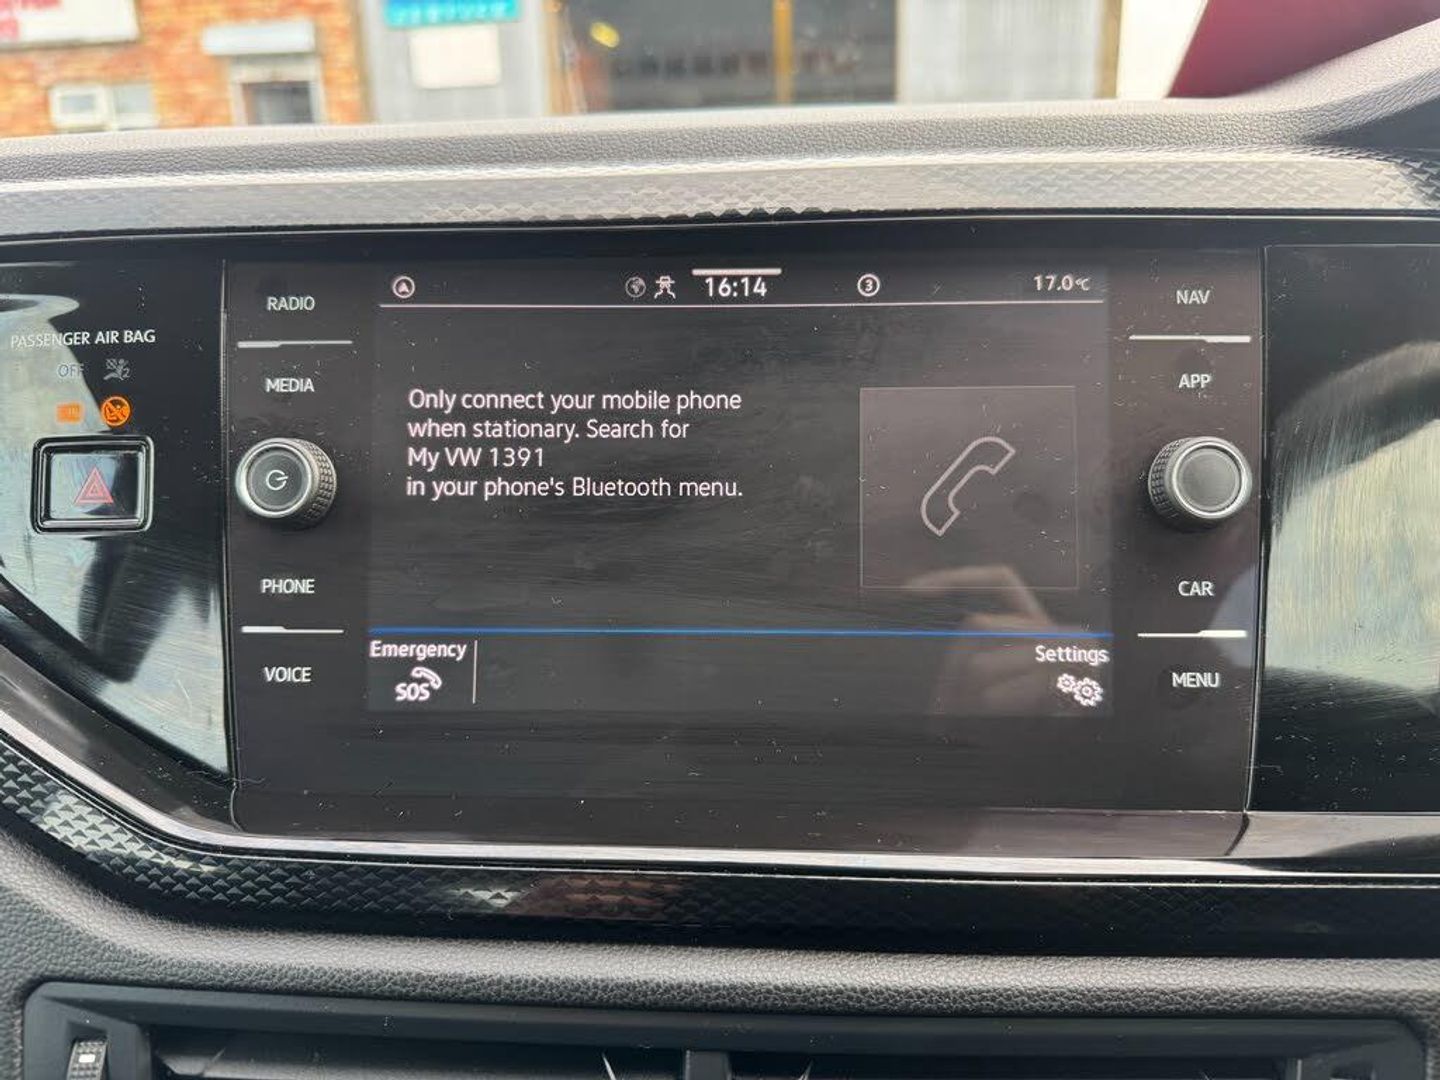 PASSENGER AIR BAG
OFF
RADIO
MEDIA
PHONE
VOICE
16:14
3
17.0°C
Only connect your mobile phone
when stationary. Search for
My VW 1391
in your phone's Bluetooth menu.
Emergency
SOS
Settings
NAV
APP
CAR
MENU